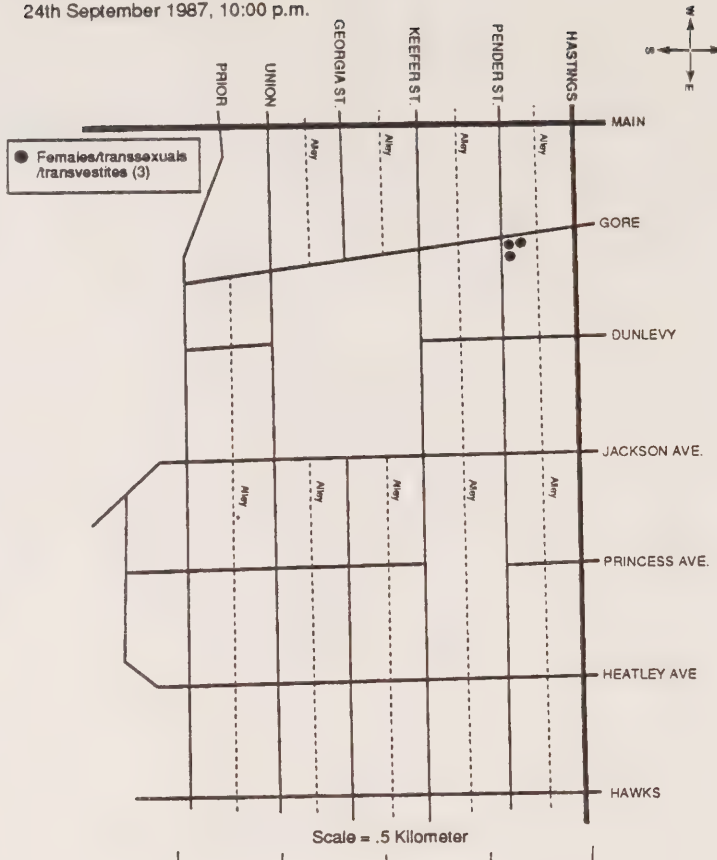 24th September 1987, 10:00 p.m.
W
S
E
PRIOR
UNION
GEORGIA ST.
KEEFER ST.
PENDER ST.
HASTINGS
MAIN
● Females/transsexuals
/transvestites (3)
Alley
Alley
Alley
Alley
GORE
DUNLEVY
JACKSON AVE.
Alley
Alley
Alley
Alley
Alley
PRINCESS AVE.
HEATLEY AVE
HAWKS
Scale = .5 Kilometer